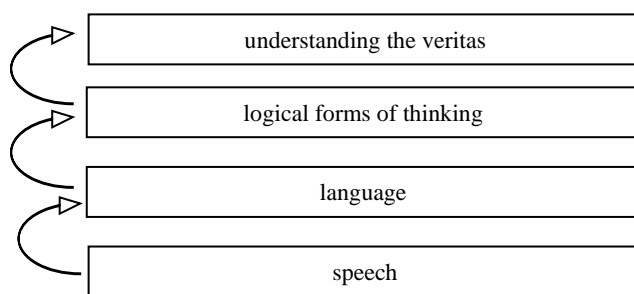 understanding the veritas
logical forms of thinking
language
speech